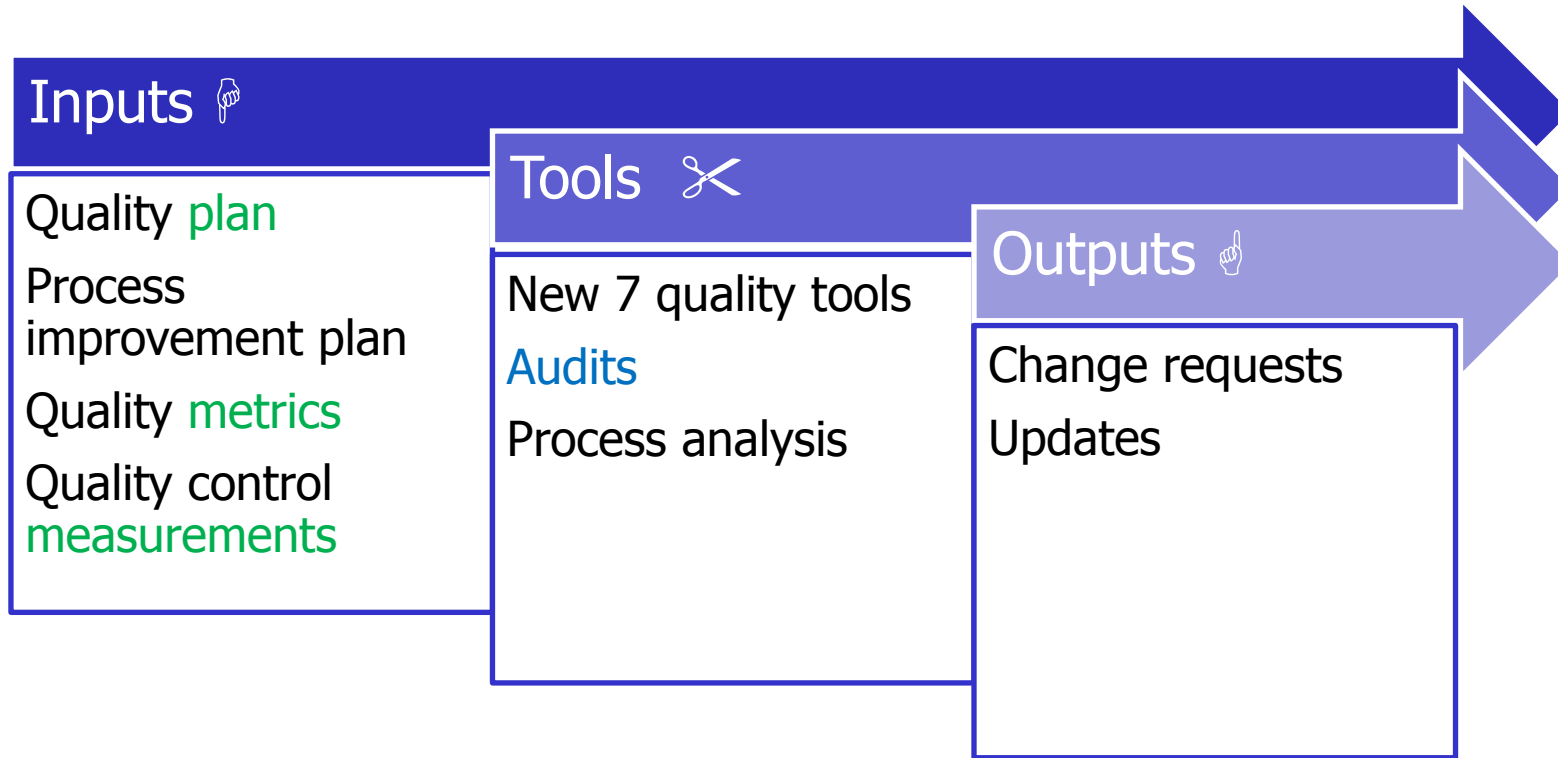 Inputs
Quality plan
Process
improvement plan
Quality metrics
Quality control
measurements
Tools
New 7 quality tools
Audits
Process analysis
Outputs
Change requests
Updates